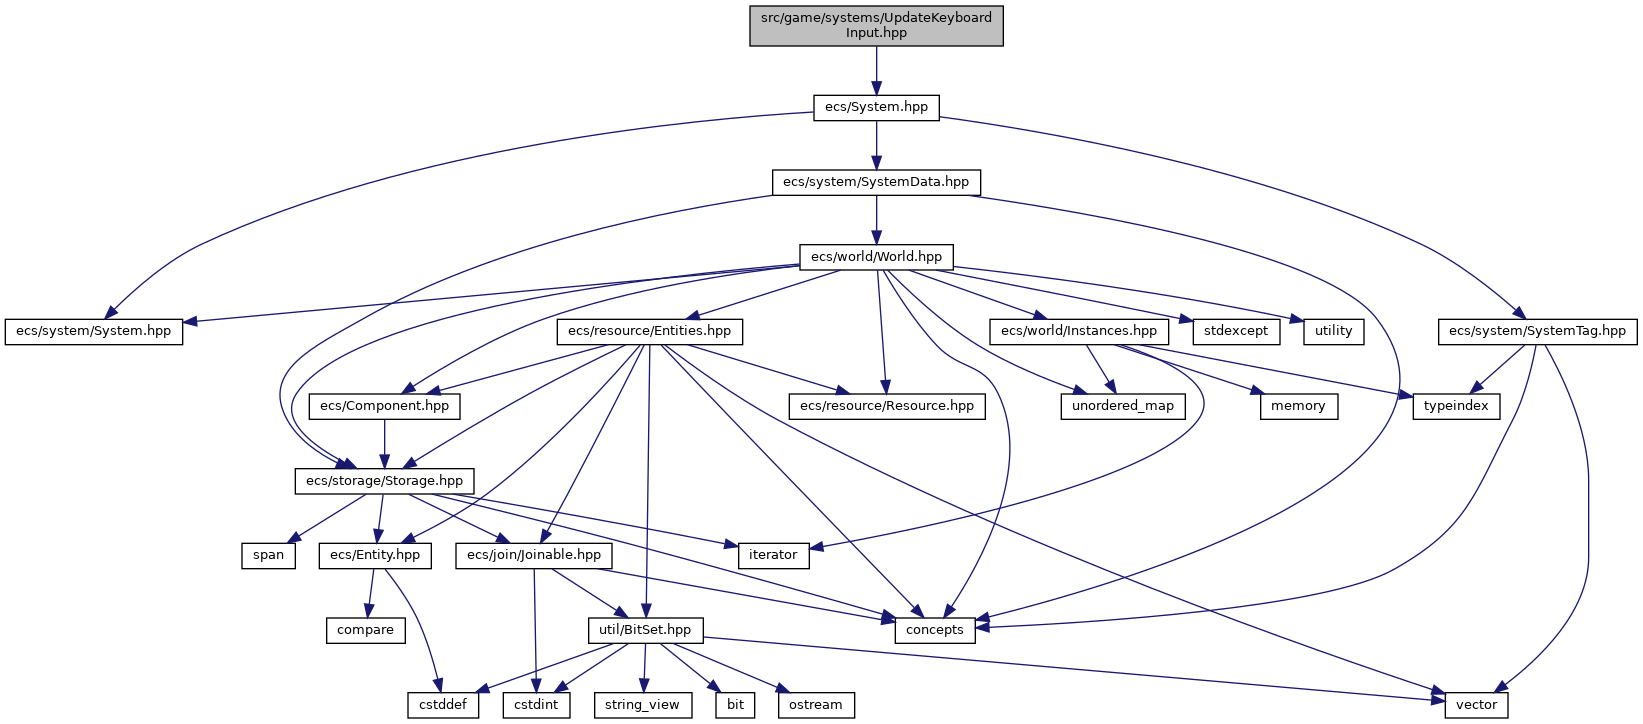 src/game/systems/UpdateKeyboard
Input.hpp
ecs/System.hpp
ecs/system/SystemData.hpp
ecs/world/World.hpp
ecs/system/System.hpp
ecs/resource/Entities.hpp
ecs/world/Instances.hpp
stdexcept
utility
ecs/system/SystemTag.hpp
ecs/Component.hpp
ecs/resource/Resource.hpp
unordered_map
memory
typeindex
ecs/storage/Storage.hpp
span
ecs/Entity.hpp
ecs/join/Joinable.hpp
iterator
compare
util/BitSet.hpp
concepts
cstddef
cstdint
string_view
bit
ostream
vector